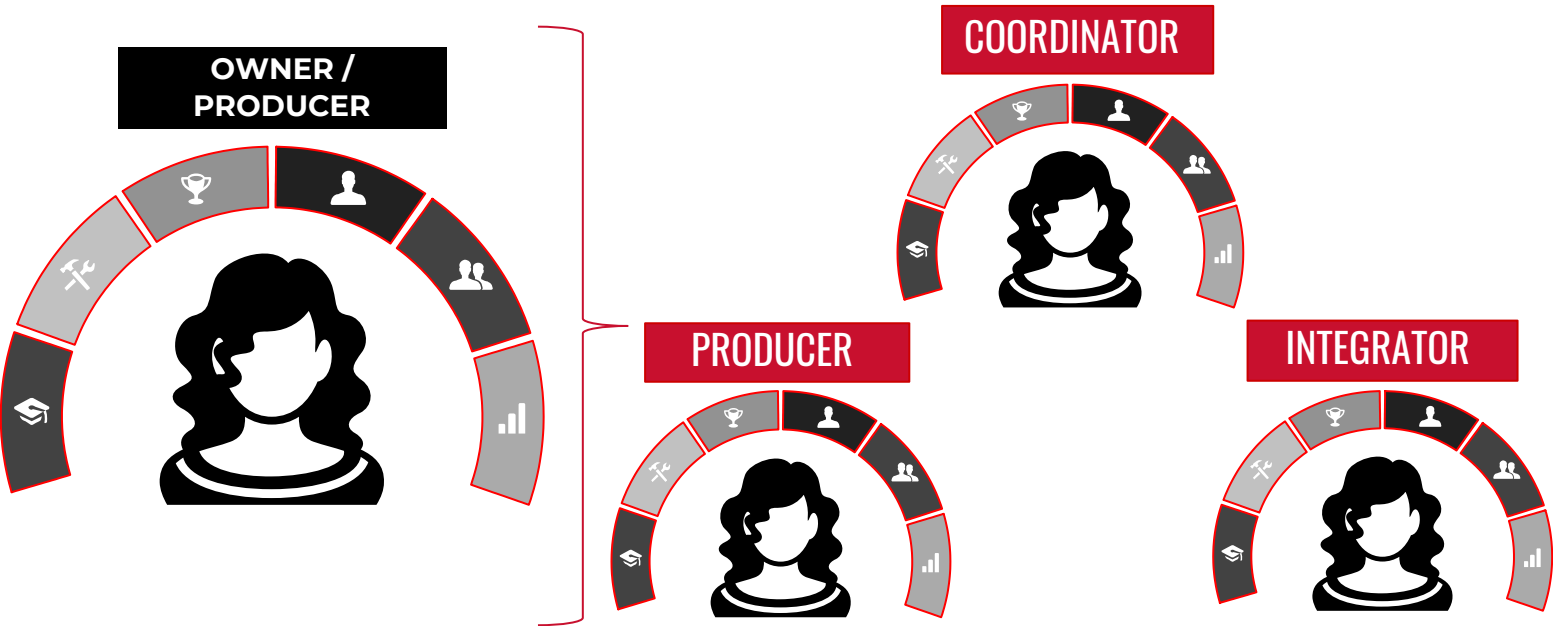 OWNER /
PRODUCER
COORDINATOR
PRODUCER
INTEGRATOR